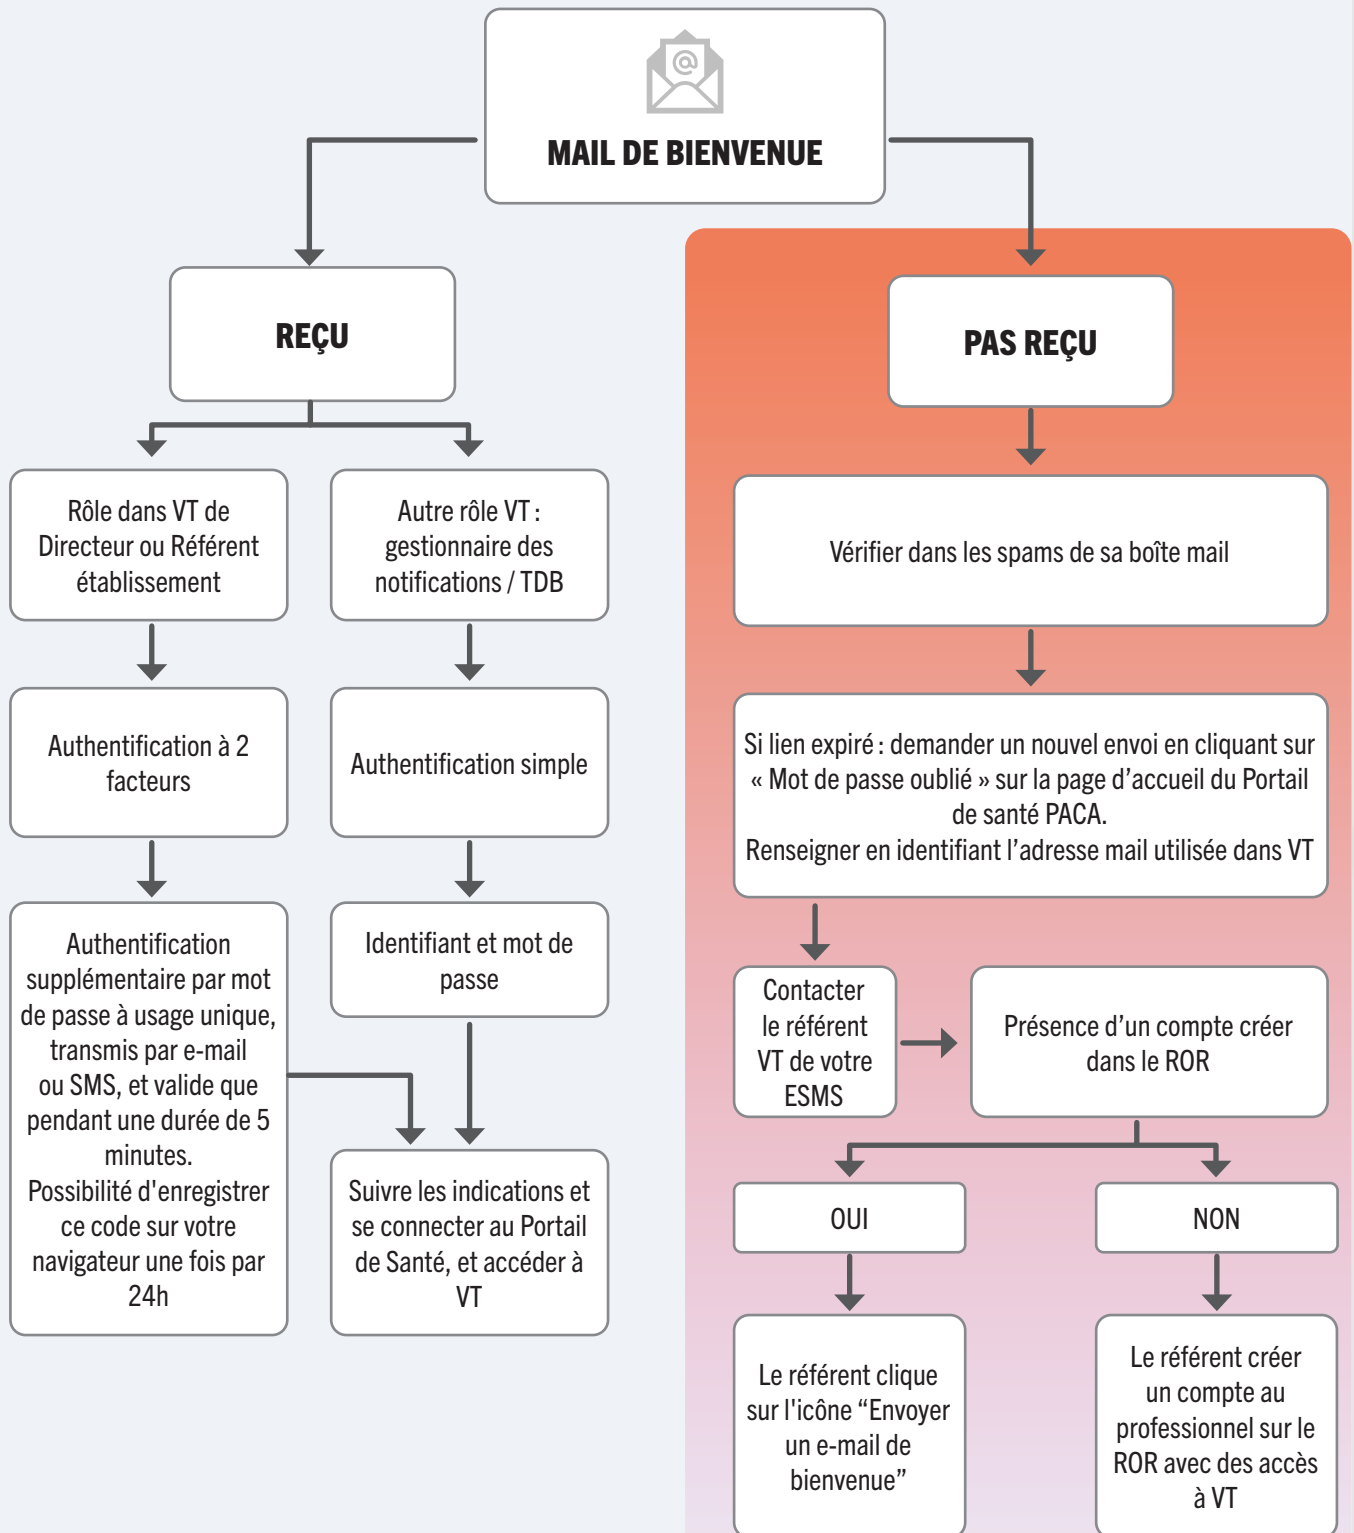 @
MAIL DE BIENVENUE
REÇU
Rôle dans VT de
Directeur ou Référent
établissement
Authentification à 2
facteurs
Authentification
supplémentaire par mot
de passe à usage unique,
transmis par e-mail
ou SMS, et valide que
pendant une durée de 5
minutes.
Possibilité d'enregistrer
ce code sur votre
navigateur une fois par
24h
Autre rôle VT :
gestionnaire des
notifications / TDB
Authentification simple
Identifiant et mot de
passe
Suivre les indications et
se connecter au Portail
de Santé, et accéder à
VT
PAS REÇU
Vérifier dans les spams de sa boîte mail
Si lien expiré : demander un nouvel envoi en cliquant sur
« Mot de passe oublié » sur la page d’accueil du Portail
de santé PACA.
Renseigner en identifiant l’adresse mail utilisée dans VT
Contacter
le référent
VT de votre
ESMS
Présence d’un compte créer
dans le ROR
OUI
Le référent clique
sur l'icône “Envoyer
un e-mail de
bienvenue”
NON
Le référent créer
un compte au
professionnel sur le
ROR avec des accès
à VT